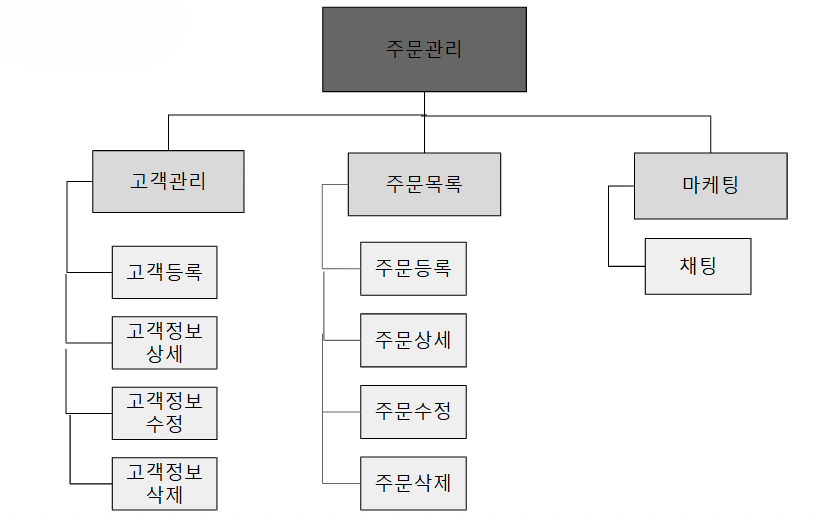 주문관리
고객관리
주문목록
마케팅
고객등록
고객정보
상세
고객정보
수정
고객정보
삭제
주문등록
주문상세
주문수정
주문삭제
채팅